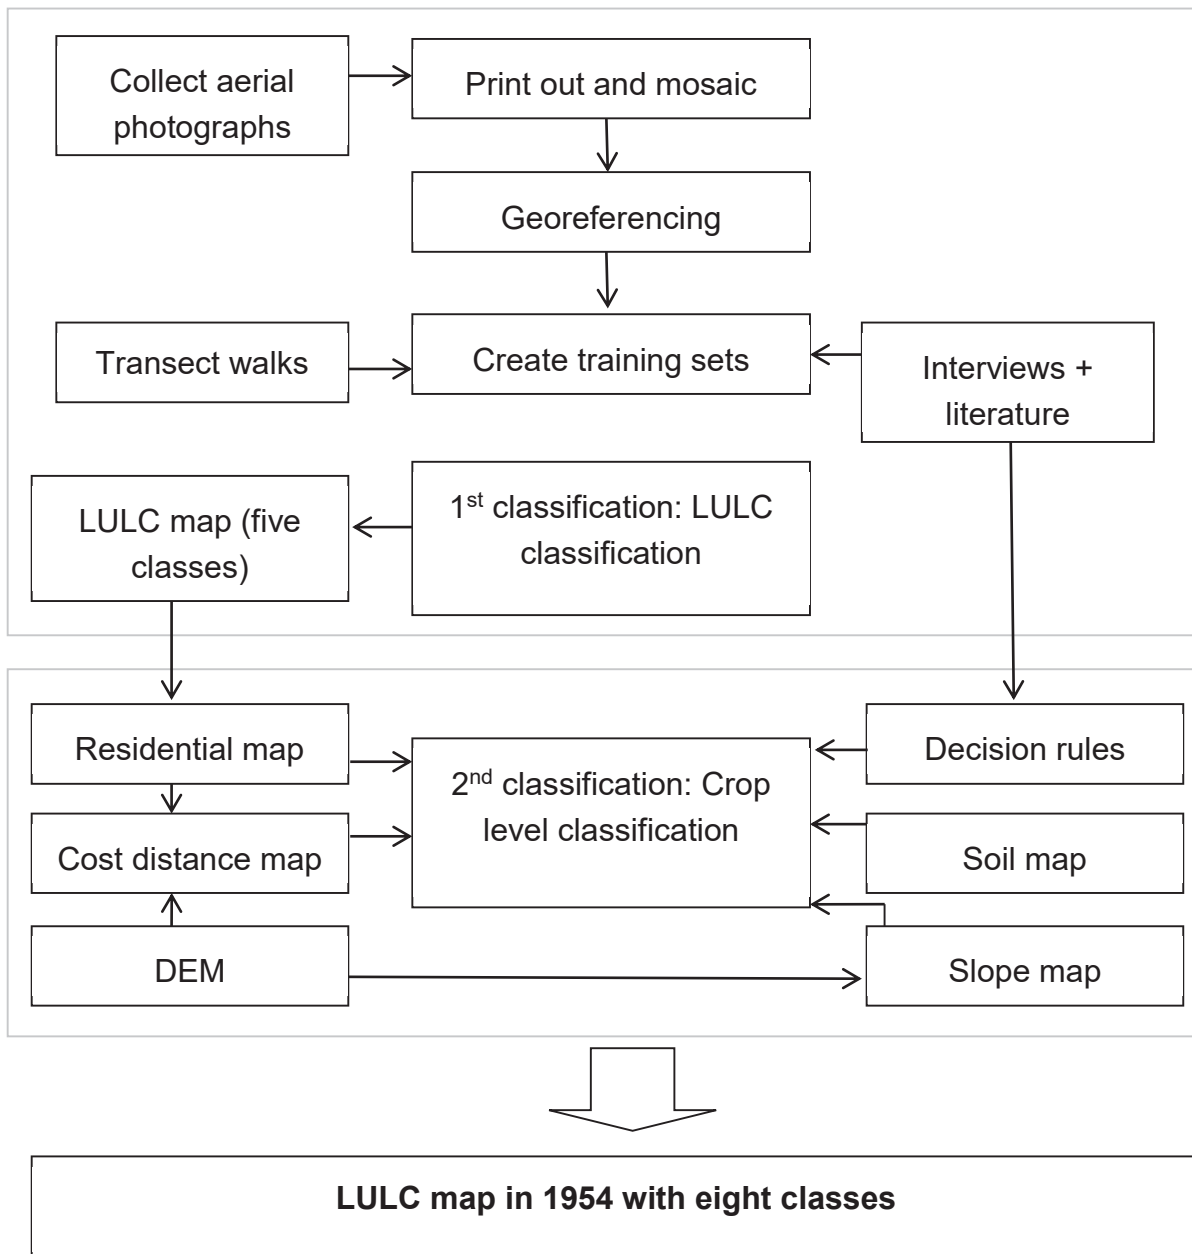 Collect aerial
photographs
Print out and mosaic
Georeferencing
Transect walks
Create training sets
Interviews +
literature
LULC map (five
classes)
1st classification: LULC
classification
Residential map
2nd classification: Crop
level classification
Decision rules
Cost distance map
Soil map
DEM
Slope map
LULC map in 1954 with eight classes